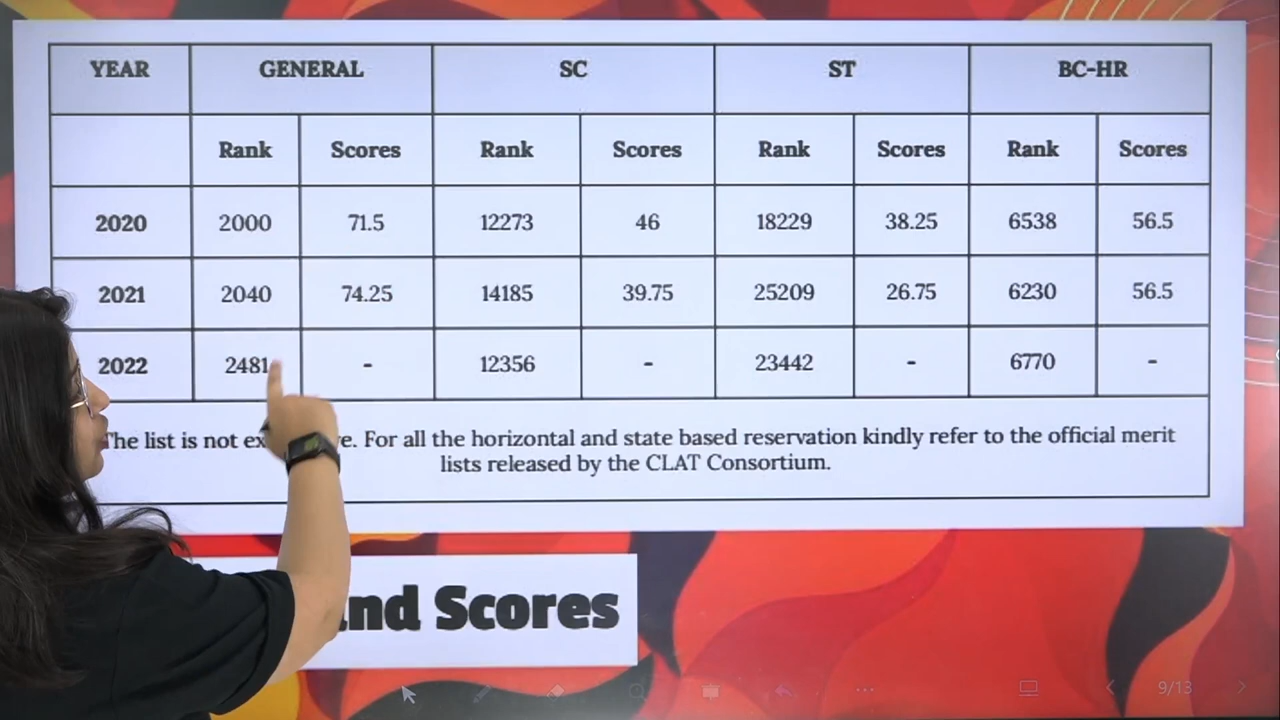 YEAR GENERAL SC ST BC-HR
Rank Scores Rank Scores Rank Scores Rank Scores
2020 2000 71.5 12273 46 18229 38.25 6538 56.5
2021 2040 74.25 14185 39.75 25209 26.75 6230 56.5
2022 2481 - 12356 - 23442 - 6770 -
The list is not For all the horizontal and state based reservation kindly refer to the official merit
lists released by the CLAT Consortium.
Scores
9/13